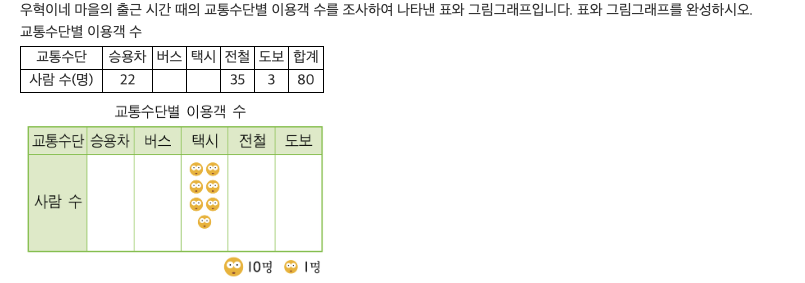 우혁이네 마을의 출근 시간 때의 교통수단별 이용객 수를 조사하여 나타낸 표와 그림그래프입니다. 표와 그림그래프를 완성하시오.
교통수단별 이용객 수
교통수단 승용차 버스 택시 전철 도보 합계
사람 수(명) 22 35 3 80
교통수단별 이용객 수
교통수단 승용차 버스 택시 전철 도보
사람 수
10명 1명